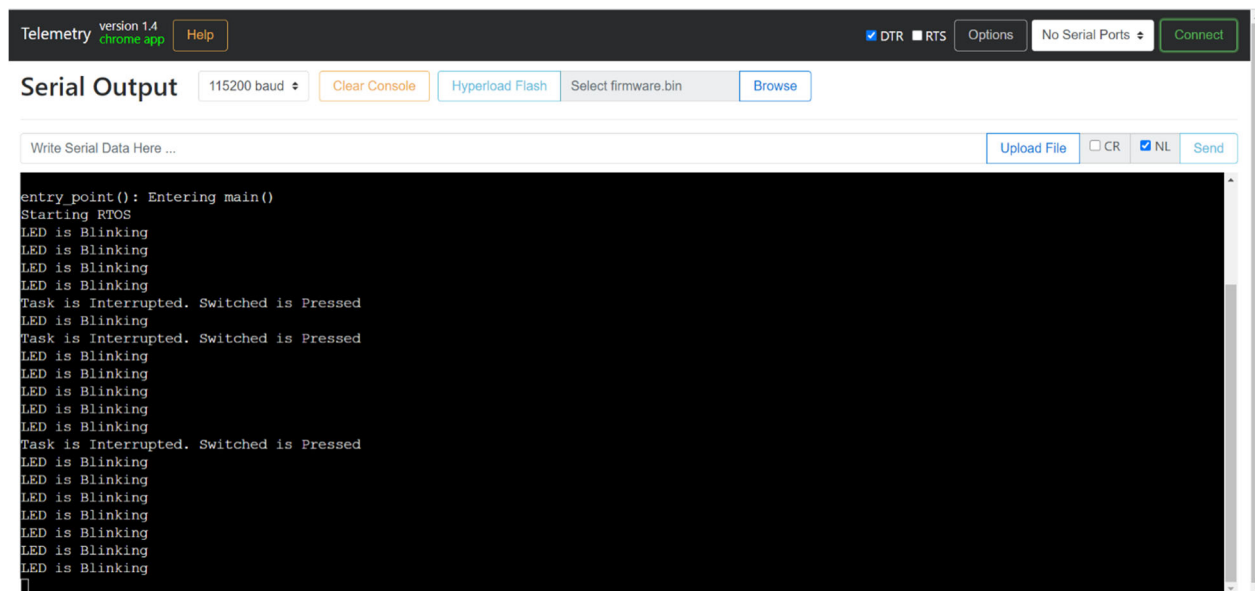 Telemetry version 1.4 chrome app Help DTR RTS Options No Serial Ports Connect
Serial Output 115200 baud Clear Console Hyperload Flash Select firmware.bin Browse
Write Serial Data Here ... Upload File CR NL Send
entry_point(): Entering main()
Starting RTOS
LED is Blinking
LED is Blinking
LED is Blinking
LED is Blinking
Task is Interrupted. Switched is Pressed
LED is Blinking
Task is Interrupted. Switched is Pressed
LED is Blinking
LED is Blinking
LED is Blinking
LED is Blinking
LED is Blinking
Task is Interrupted. Switched is Pressed
LED is Blinking
LED is Blinking
LED is Blinking
LED is Blinking
LED is Blinking
LED is Blinking
LED is Blinking